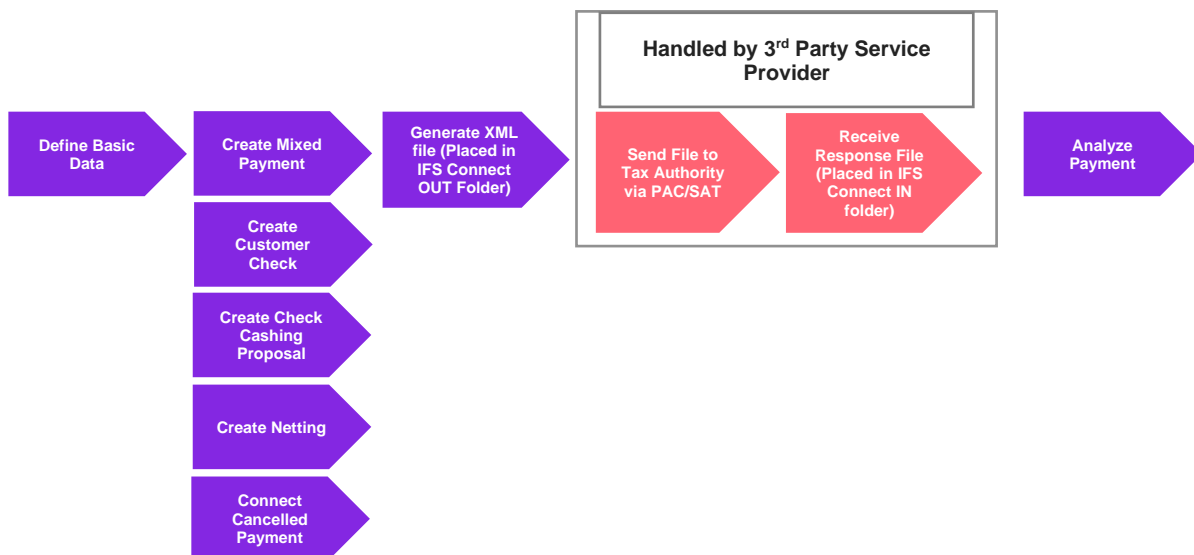 Handled by 3rd Party Service
Provider
Define Basic
Data
Create Mixed
Payment
Generate XML
file (Placed in
IFS Connect
OUT Folder)
Send File to
Tax Authority
via PAC/SAT
Receive
Response File
(Placed in IFS
Connect IN
folder)
Analyze
Payment
Create
Customer
Check
Create Check
Cashing
Proposal
Create Netting
Connect
Cancelled
Payment